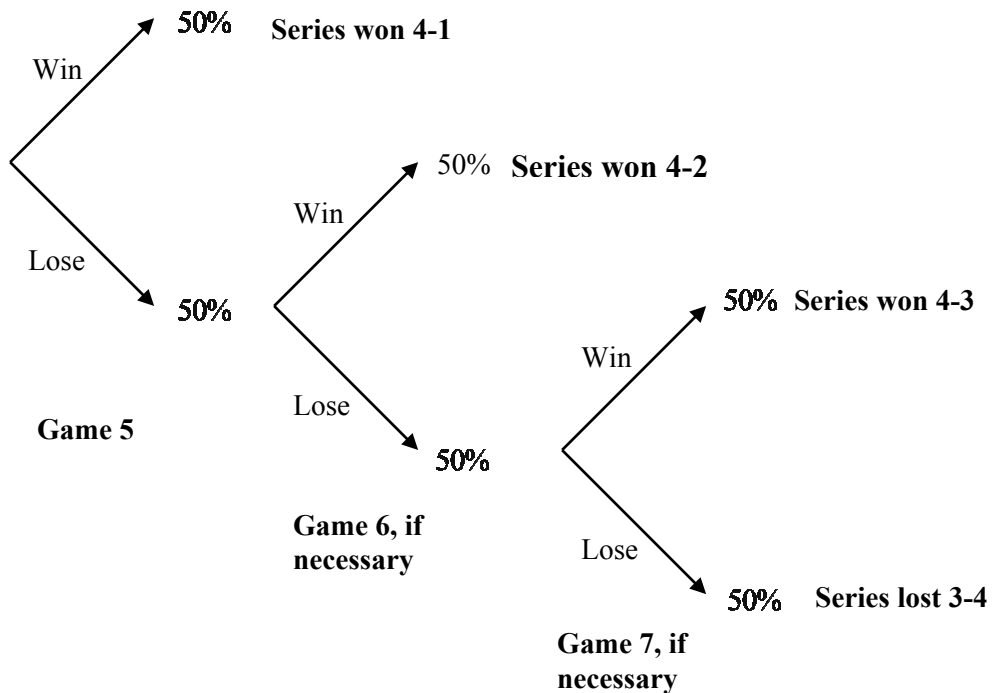 50% Series won 4-1
Win
50% Series won 4-2
Win
Lose
50% Series won 4-3
50%
Win
Lose
Game 5
50%
Game 6, if
necessary
Lose
50% Series lost 3-4
Game 7, if
necessary